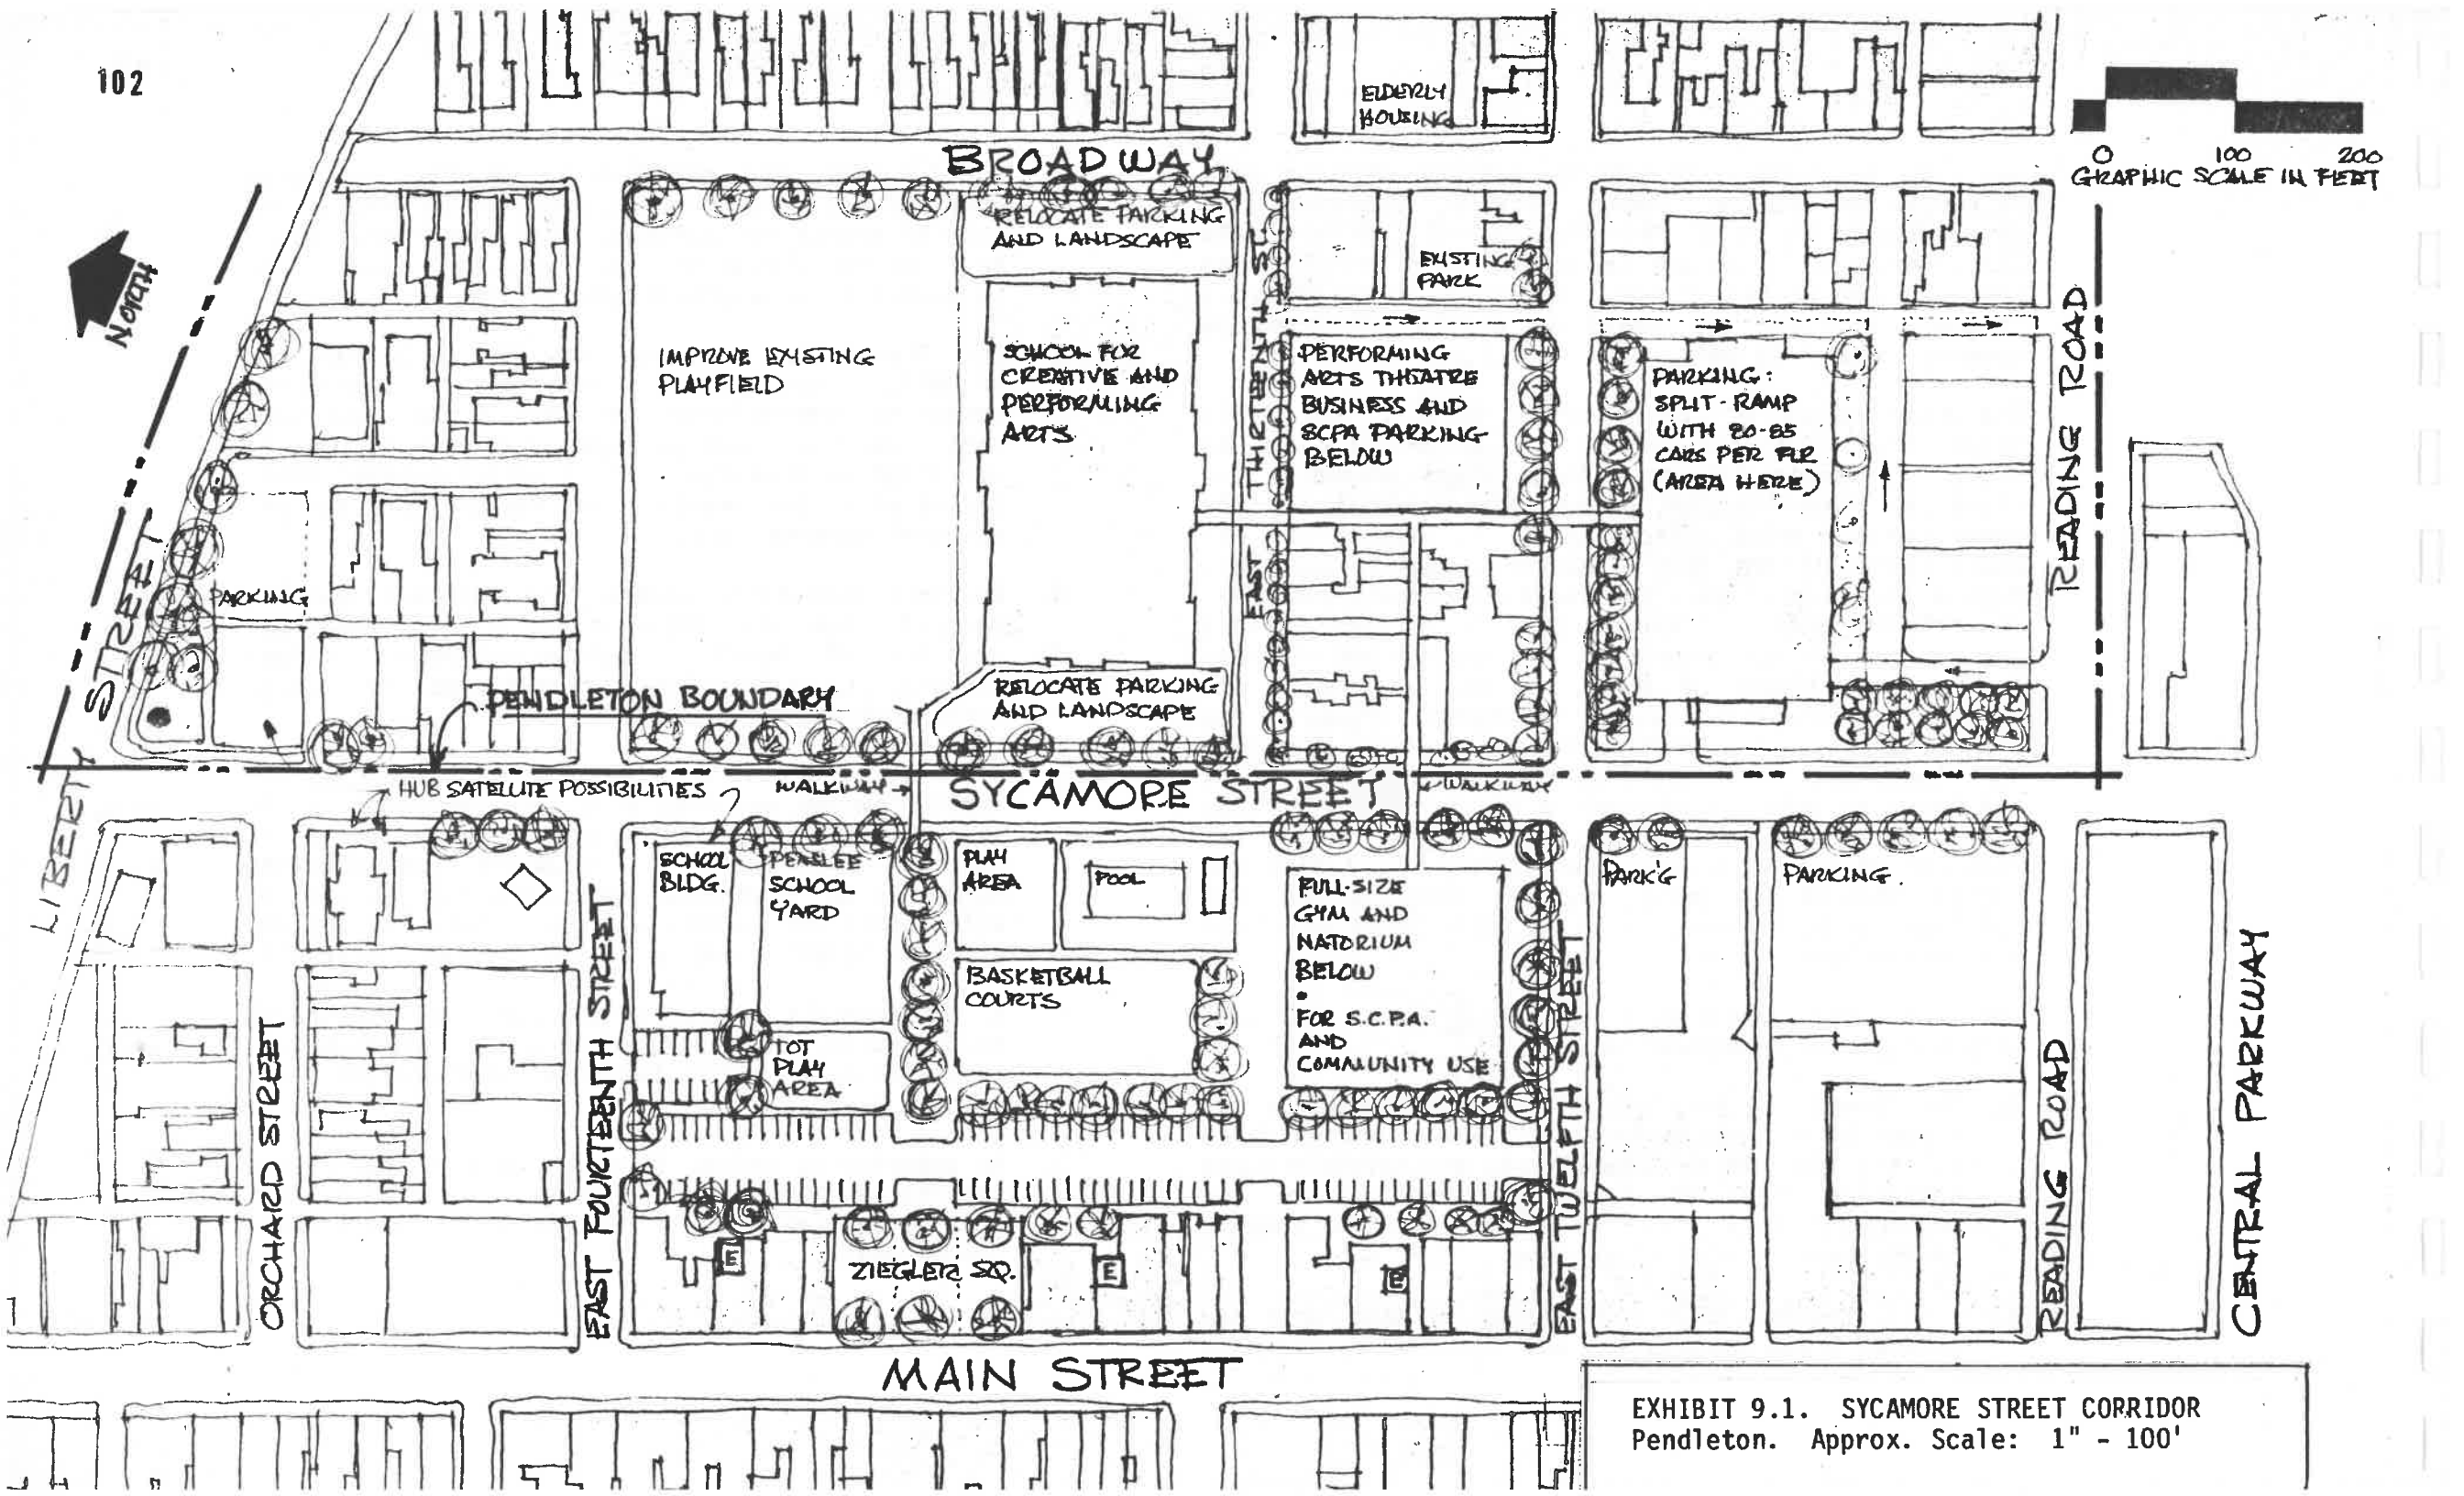 102
ELDERLY
HOUSING
0 100 200
GRAPHIC SCALE IN FEET
BROADWAY
NORTH
RELOCATE PARKING
AND LANDSCAPE
EXISTING
PARK
EAST THIRTEENTH ST.
IMPROVE EXISTING
PLAYFIELD
SCHOOL FOR
CREATIVE AND
PERFORMING
ARTS
PERFORMING
ARTS THEATRE
BUSINESS AND
SCPA PARKING
BELOW
PARKING:
SPLIT-RAMP
WITH 80-85
CARS PER FLR
(AREA HERE)
READING ROAD
PARKING
LIBERTY STREET
PENDLETON BOUNDARY
RELOCATE PARKING
AND LANDSCAPE
HUB SATELLITE POSSIBILITIES
WALKWAY
SYCAMORE STREET
WALKWAY
SCHOOL
BLDG.
PEASLEE
SCHOOL
YARD
PLAY
AREA
POOL
FULL-SIZE
GYM AND
NATORIUM
BELOW
•
FOR S.C.P.A.
AND
COMMUNITY USE
PARK'G
PARKING.
BASKETBALL
COURTS
TOT
PLAY
AREA
ORCHARD STREET
EAST FOURTEENTH STREET
EAST TWELFTH STREET
READING ROAD
CENTRAL PARKWAY
E
ZIEGLER SQ.
E
E
MAIN STREET
EXHIBIT 9.1. SYCAMORE STREET CORRIDOR
Pendleton. Approx. Scale: 1" - 100'